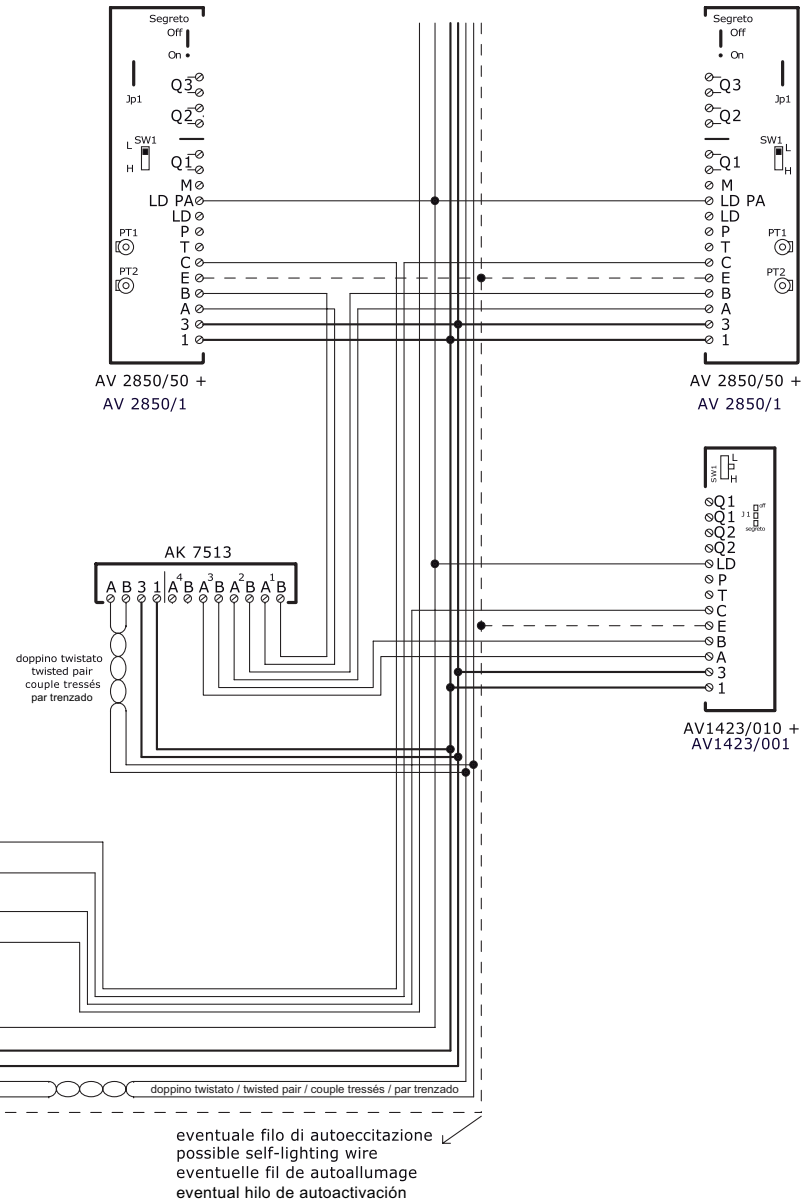 Segreto
Off
On
Jp1
Q3
Q2
SW1
L
H
Q1
M
LD PA
LD
P
T
C
E
B
A
3
1
PT1
PT2
AV 2850/50 +
AV 2850/1
Segreto
Off
On
Jp1
Q3
Q2
SW1
L
H
Q1
M
LD PA
LD
P
T
C
E
B
A
3
1
PT1
PT2
AV 2850/50 +
AV 2850/1
SW1
L
H
Q1
Q1
Q2
Q2
J1
off
segreto
LD
P
T
C
E
B
A
3
1
AV1423/010 +
AV1423/001
AK 7513
A B 3 1 A 4 B A 3 B A 2 B A 1 B
doppino twistato
twisted pair
couple tressés
par trenzado
doppino twistato / twisted pair / couple tressés / par trenzado
eventuale filo di autoeccitazione
possible self-lighting wire
eventuelle fil de autoallumage
eventual hilo de autoactivación